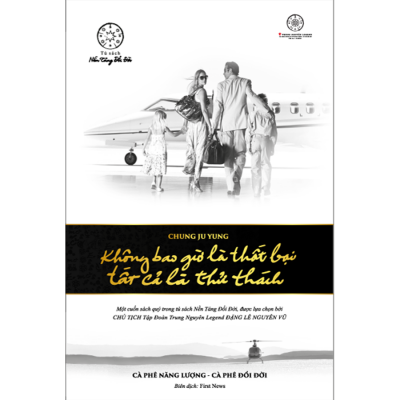 Tủ sách
Nền Tảng Đổi Đời
CHUNG JU YUNG
Không bao giờ là thất bại
tất cả là thử thách
Một cuốn sách quý trong tủ sách Nền Tảng Đổi Đời, được lựa chọn bởi
CHỦ TỊCH Tập Đoàn Trung Nguyên Legend ĐẶNG LÊ NGUYÊN VŨ
CÀ PHÊ NĂNG LƯỢNG - CÀ PHÊ ĐỔI ĐỜI
Biên dịch: First News